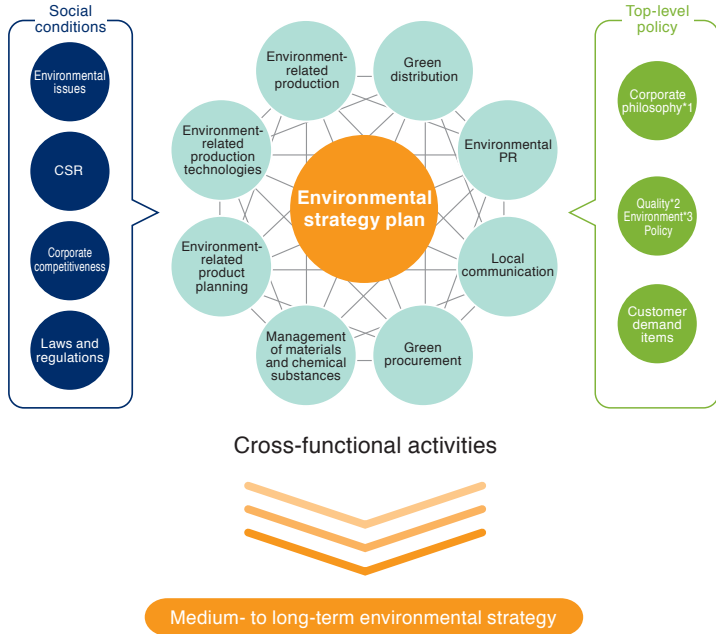 Social
conditions
Environmental
issues
CSR
Corporate
competitiveness
Laws and
regulations
Environment-
related
production
Green
distribution
Environment-
related
production
technologies
Environmental
PR
Environmental
strategy plan
Environment-
related
product
planning
Local
communication
Management
of materials
and chemical
substances
Green
procurement
Top-level
policy
Corporate
philosophy*1
Quality*2
Environment*3
Policy
Customer
demand
items
Cross-functional activities
Medium- to long-term environmental strategy